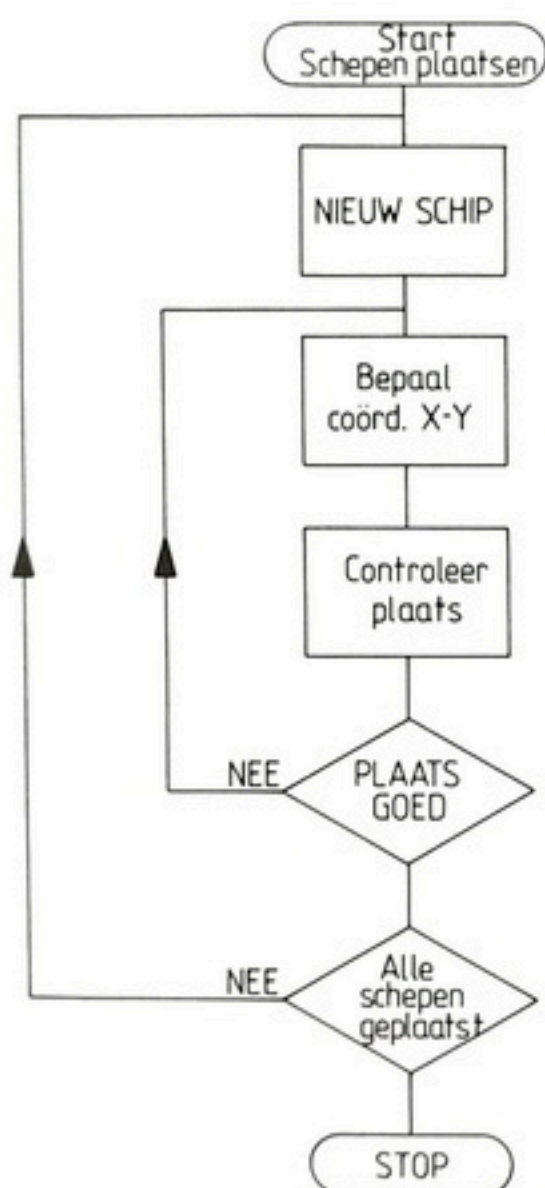 Start
Schepen plaatsen
NIEUW SCHIP
Bepaal
coörd. X-Y
Controleer
plaats
NEE
PLAATS
GOED
NEE
Alle
schepen
geplaatst
STOP